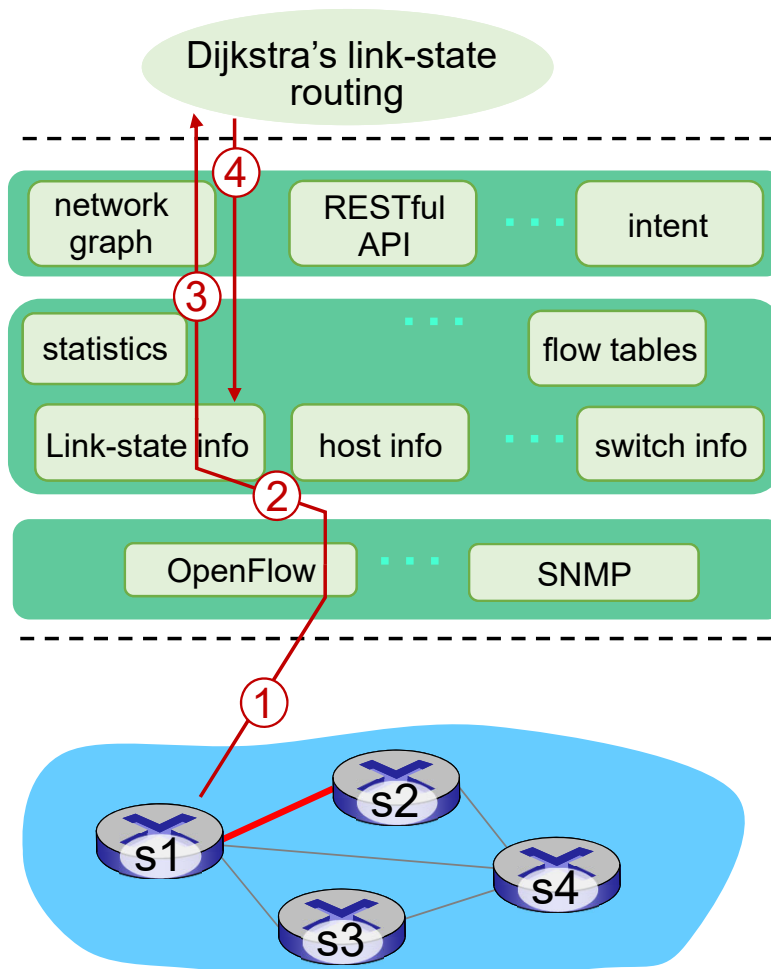 Dijkstra’s link-state
routing
4
network
graph
RESTful
API
intent
3
statistics
flow tables
Link-state info
host info
switch info
2
OpenFlow
SNMP
1
s2
s1
s4
s3